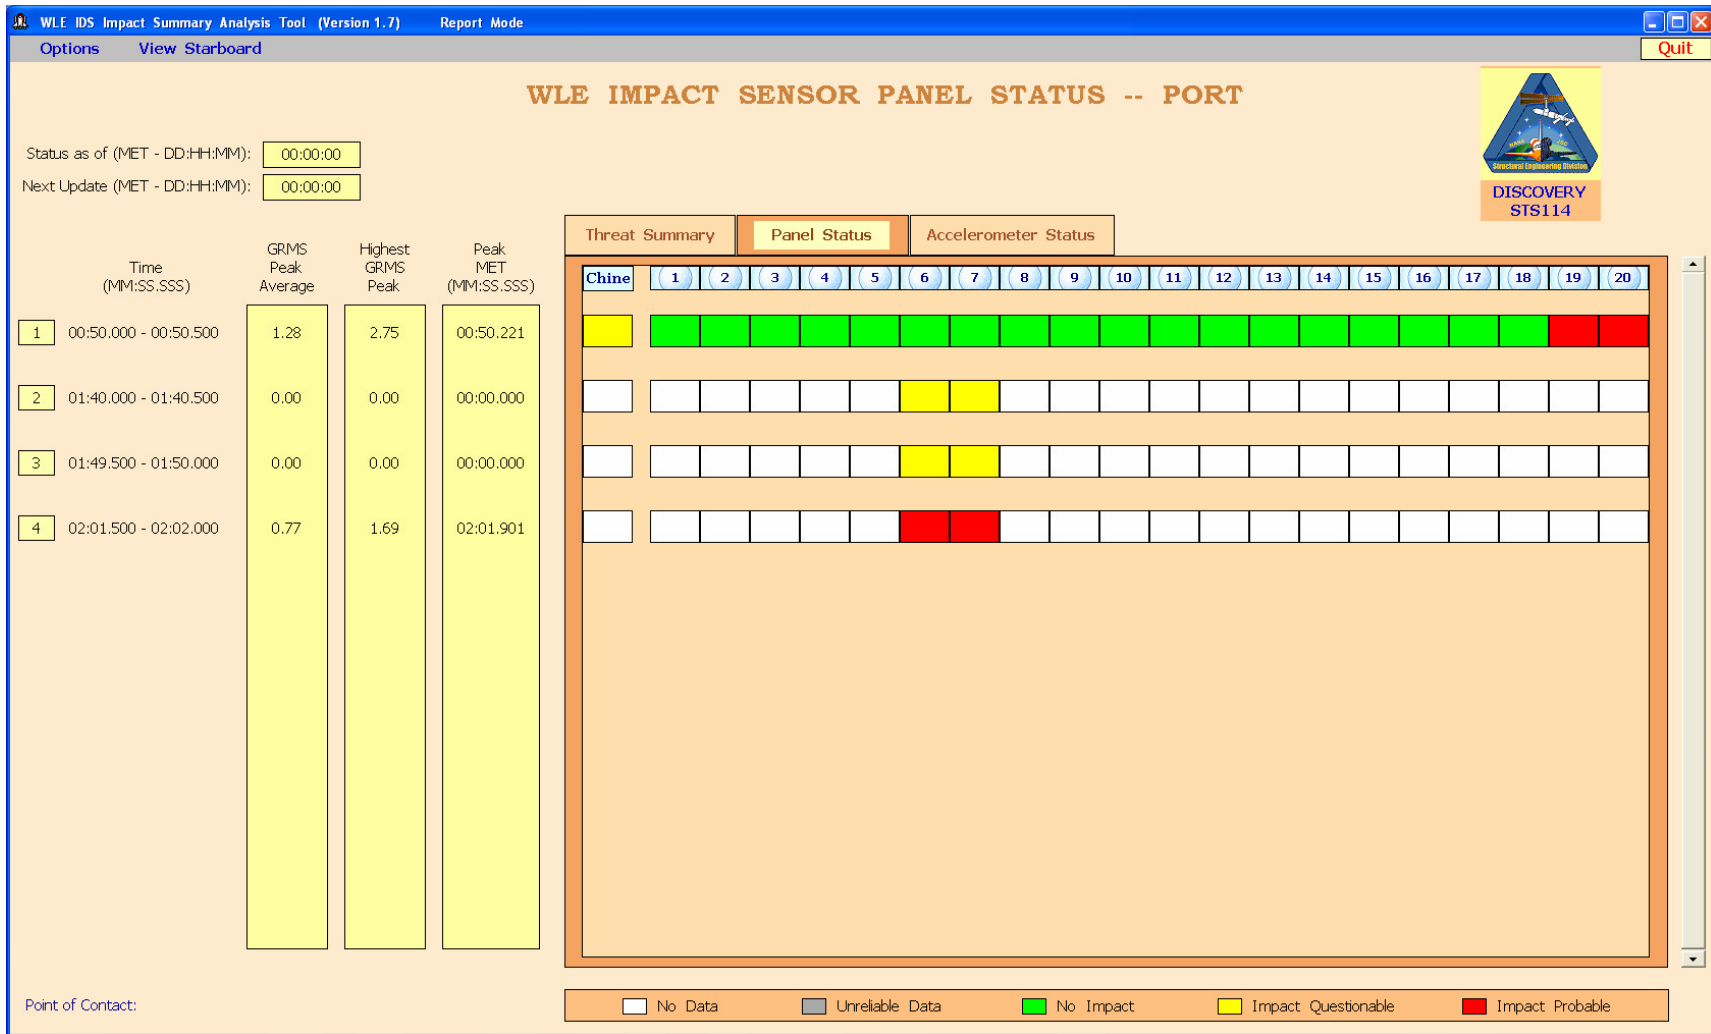 WLE IDS Impact Summary Analysis Tool (Version 1.7) Report Mode
Options View Starboard Quit
WLE IMPACT SENSOR PANEL STATUS -- PORT
Status as of (MET - DD:HH:MM): 00:00:00
Next Update (MET - DD:HH:MM): 00:00:00
Structural Engineering Division
DISCOVERY
STS114
Threat Summary Panel Status Accelerometer Status
Time
(MM:SS.SSS)
GRMS
Peak
Average
Highest
GRMS
Peak
Peak
MET
(MM:SS.SSS)
Chine 1 2 3 4 5 6 7 8 9 10 11 12 13 14 15 16 17 18 19 20
1 00:50.000 - 00:50.500 1.28 2.75 00:50.221
2 01:40.000 - 01:40.500 0.00 0.00 00:00.000
3 01:49.500 - 01:50.000 0.00 0.00 00:00.000
4 02:01.500 - 02:02.000 0.77 1.69 02:01.901
Point of Contact:
No Data Unreliable Data No Impact Impact Questionable Impact Probable